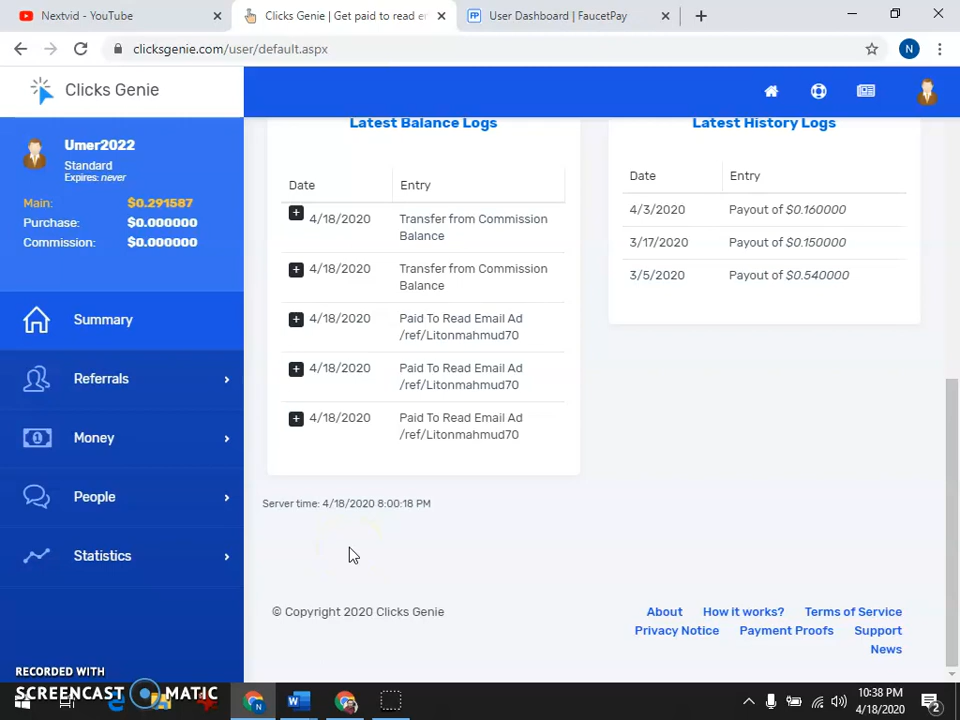 Nextvid - YouTube
Clicks Genie | Get paid to read e
User Dashboard | FaucetPay
clicksgenie.com/user/default.aspx
N
Clicks Genie
Umer2022
Standard
Expires: never
Main: $0.291587
Purchase: $0.000000
Commission: $0.000000
Summary
Referrals
Money
People
Statistics
Latest Balance Logs
Date Entry
4/18/2020 Transfer from Commission
Balance
4/18/2020 Transfer from Commission
Balance
4/18/2020 Paid To Read Email Ad
/ref/Litonmahmud70
4/18/2020 Paid To Read Email Ad
/ref/Litonmahmud70
4/18/2020 Paid To Read Email Ad
/ref/Litonmahmud70
Latest History Logs
Date Entry
4/3/2020 Payout of $0.160000
3/17/2020 Payout of $0.150000
3/5/2020 Payout of $0.540000
Server time: 4/18/2020 8:00:18 PM
© Copyright 2020 Clicks Genie
About How it works? Terms of Service
Privacy Notice Payment Proofs Support
News
RECORDED WITH
SCREENCAST MATIC
10:38 PM
4/18/2020
2